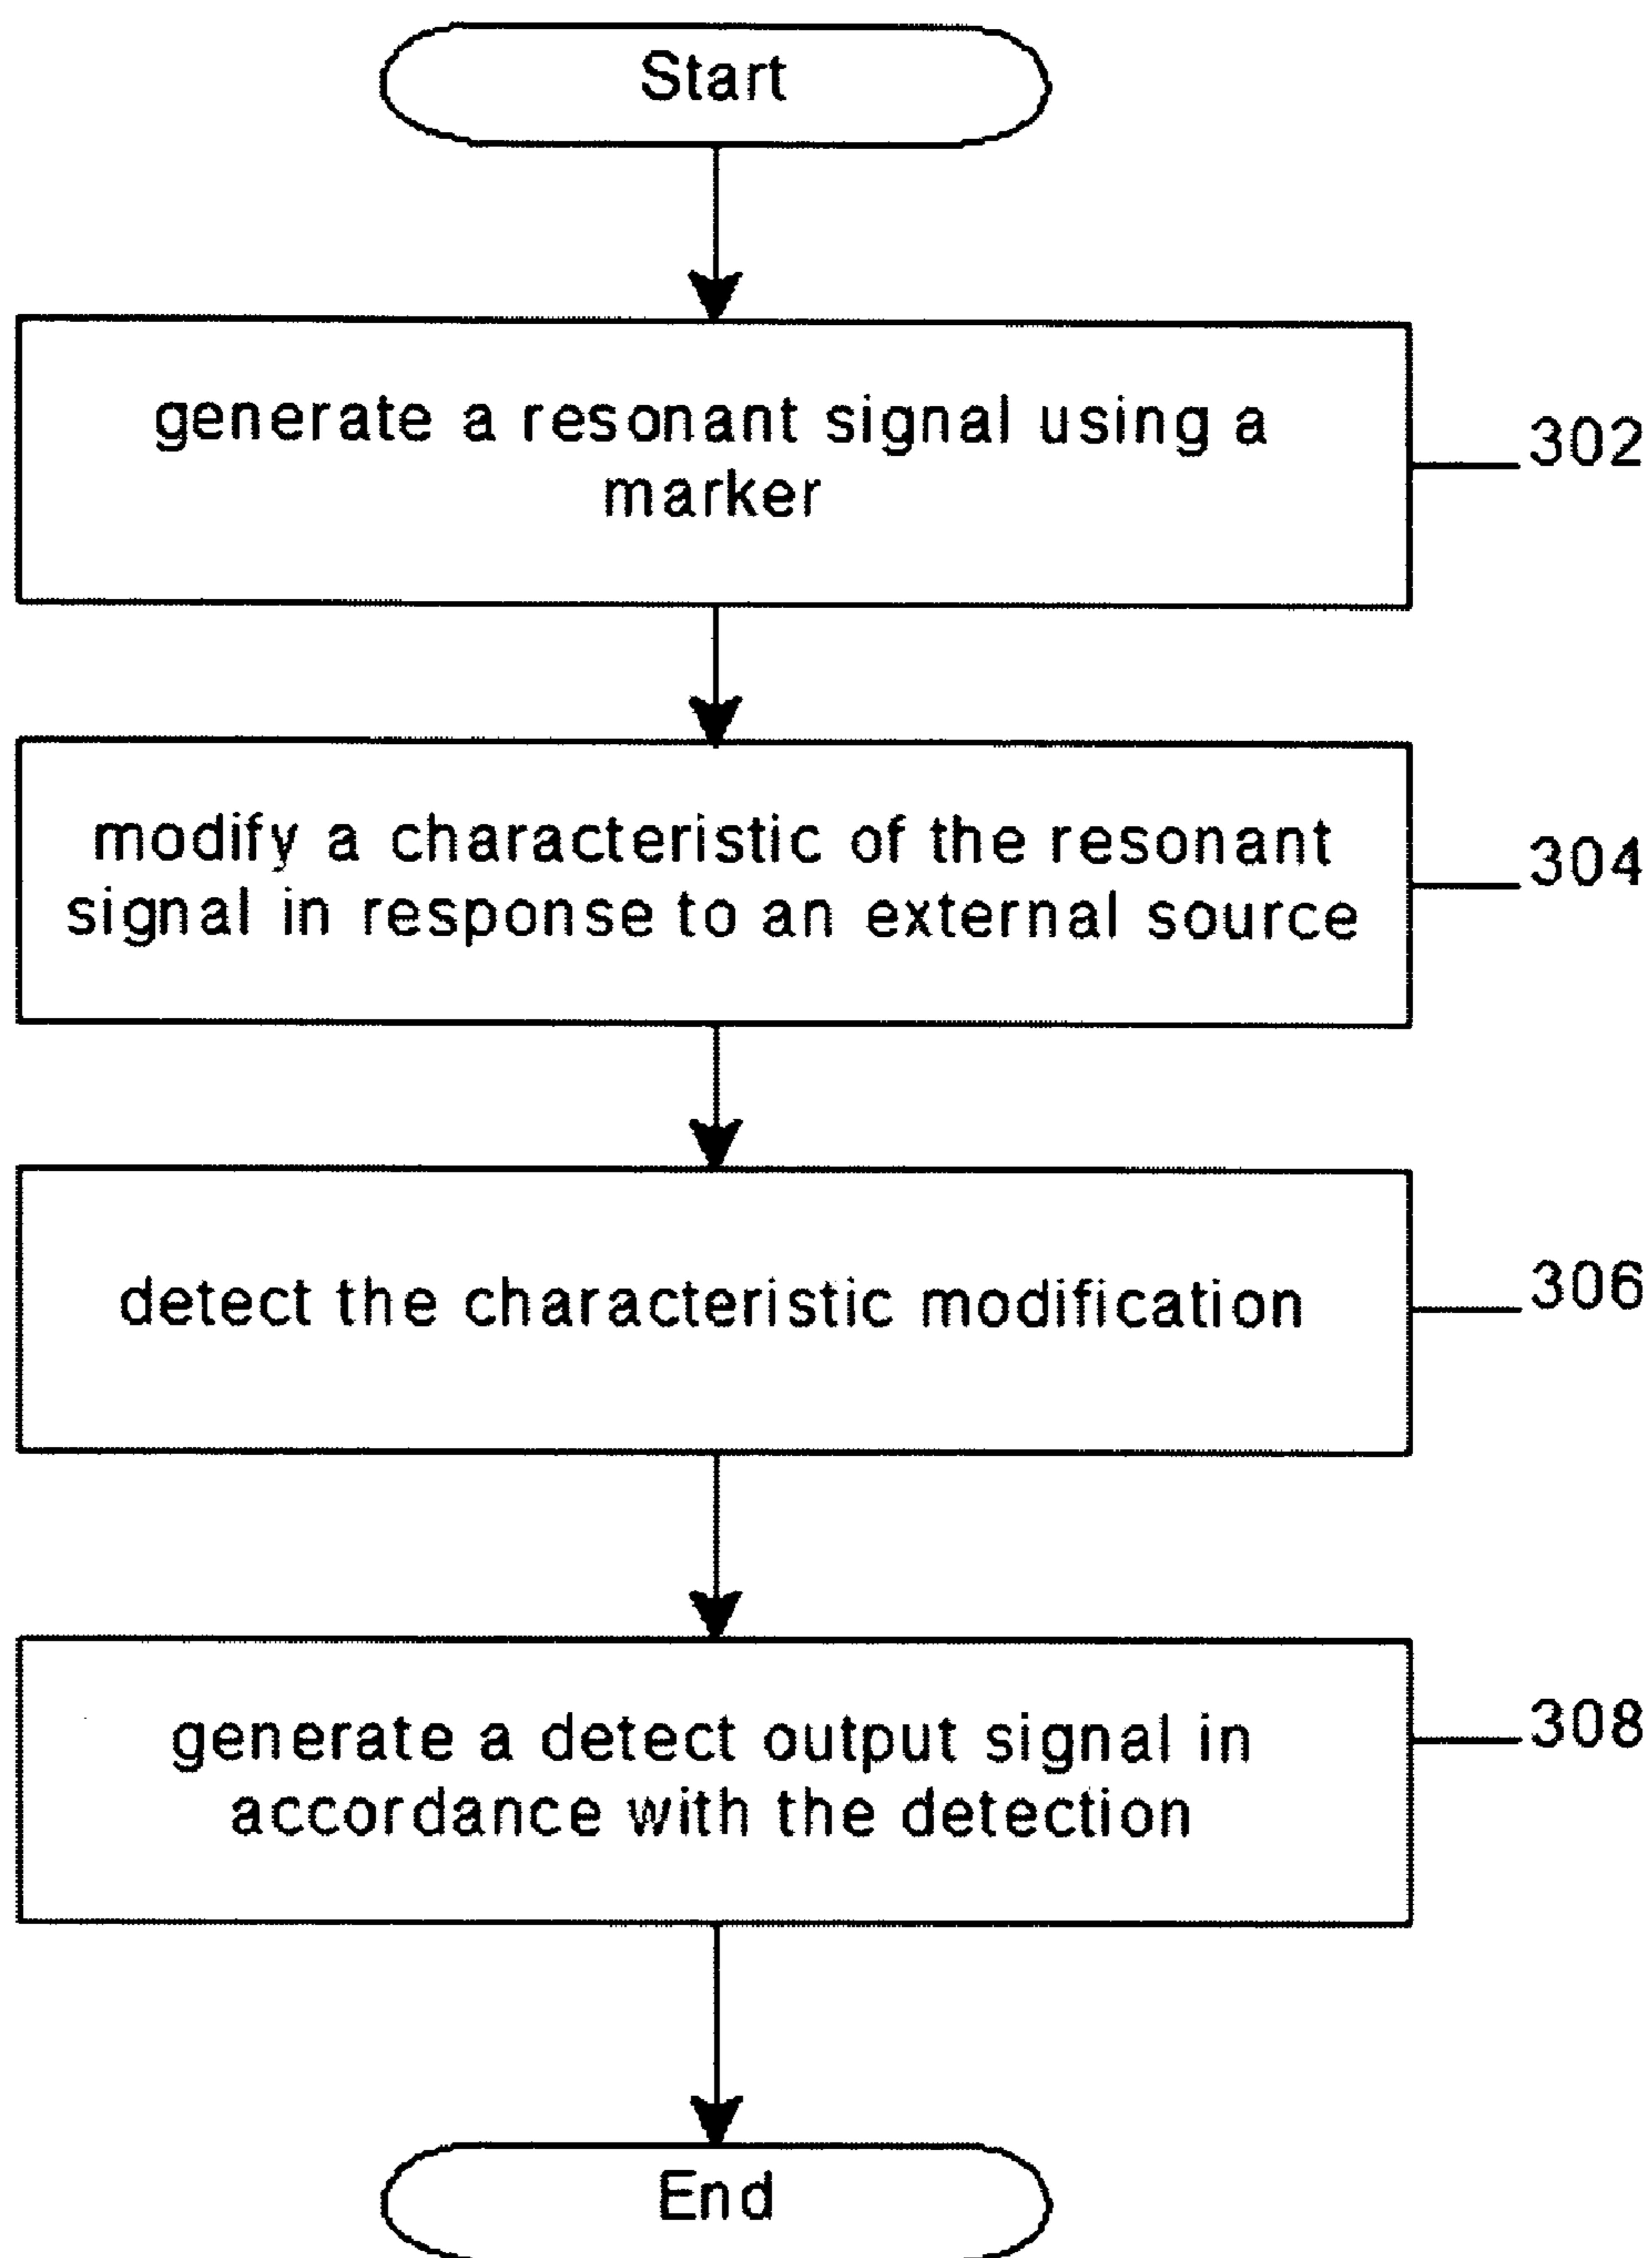 Start
generate a resonant signal using a
marker
302
modify a characteristic of the resonant
signal in response to an external source
304
detect the characteristic modification
306
generate a detect output signal in
accordance with the detection
308
End